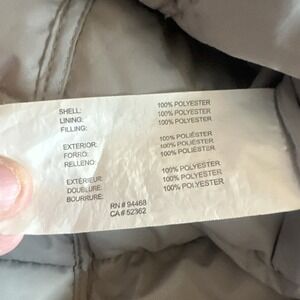 SHELL: 100% POLYESTER
LINING: 100% POLYESTER
FILLING: 100% POLYESTER
EXTERIOR: 100% POLIÉSTER
FORRO: 100% POLIÉSTER
RELLENO: 100% POLIÉSTER
EXTÉRIEUR: 100% POLYESTER
DOUBLURE: 100% POLYESTER
BOURRURE: 100% POLYESTER
RN # 94468
CA # 52362